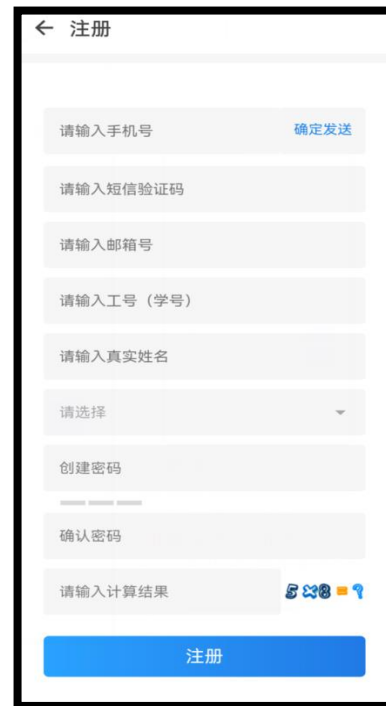 ← 注册
请输入手机号 确定发送
请输入短信验证码
请输入邮箱号
请输入工号（学号）
请输入真实姓名
请选择
创建密码
确认密码
请输入计算结果 5×8=?
注册